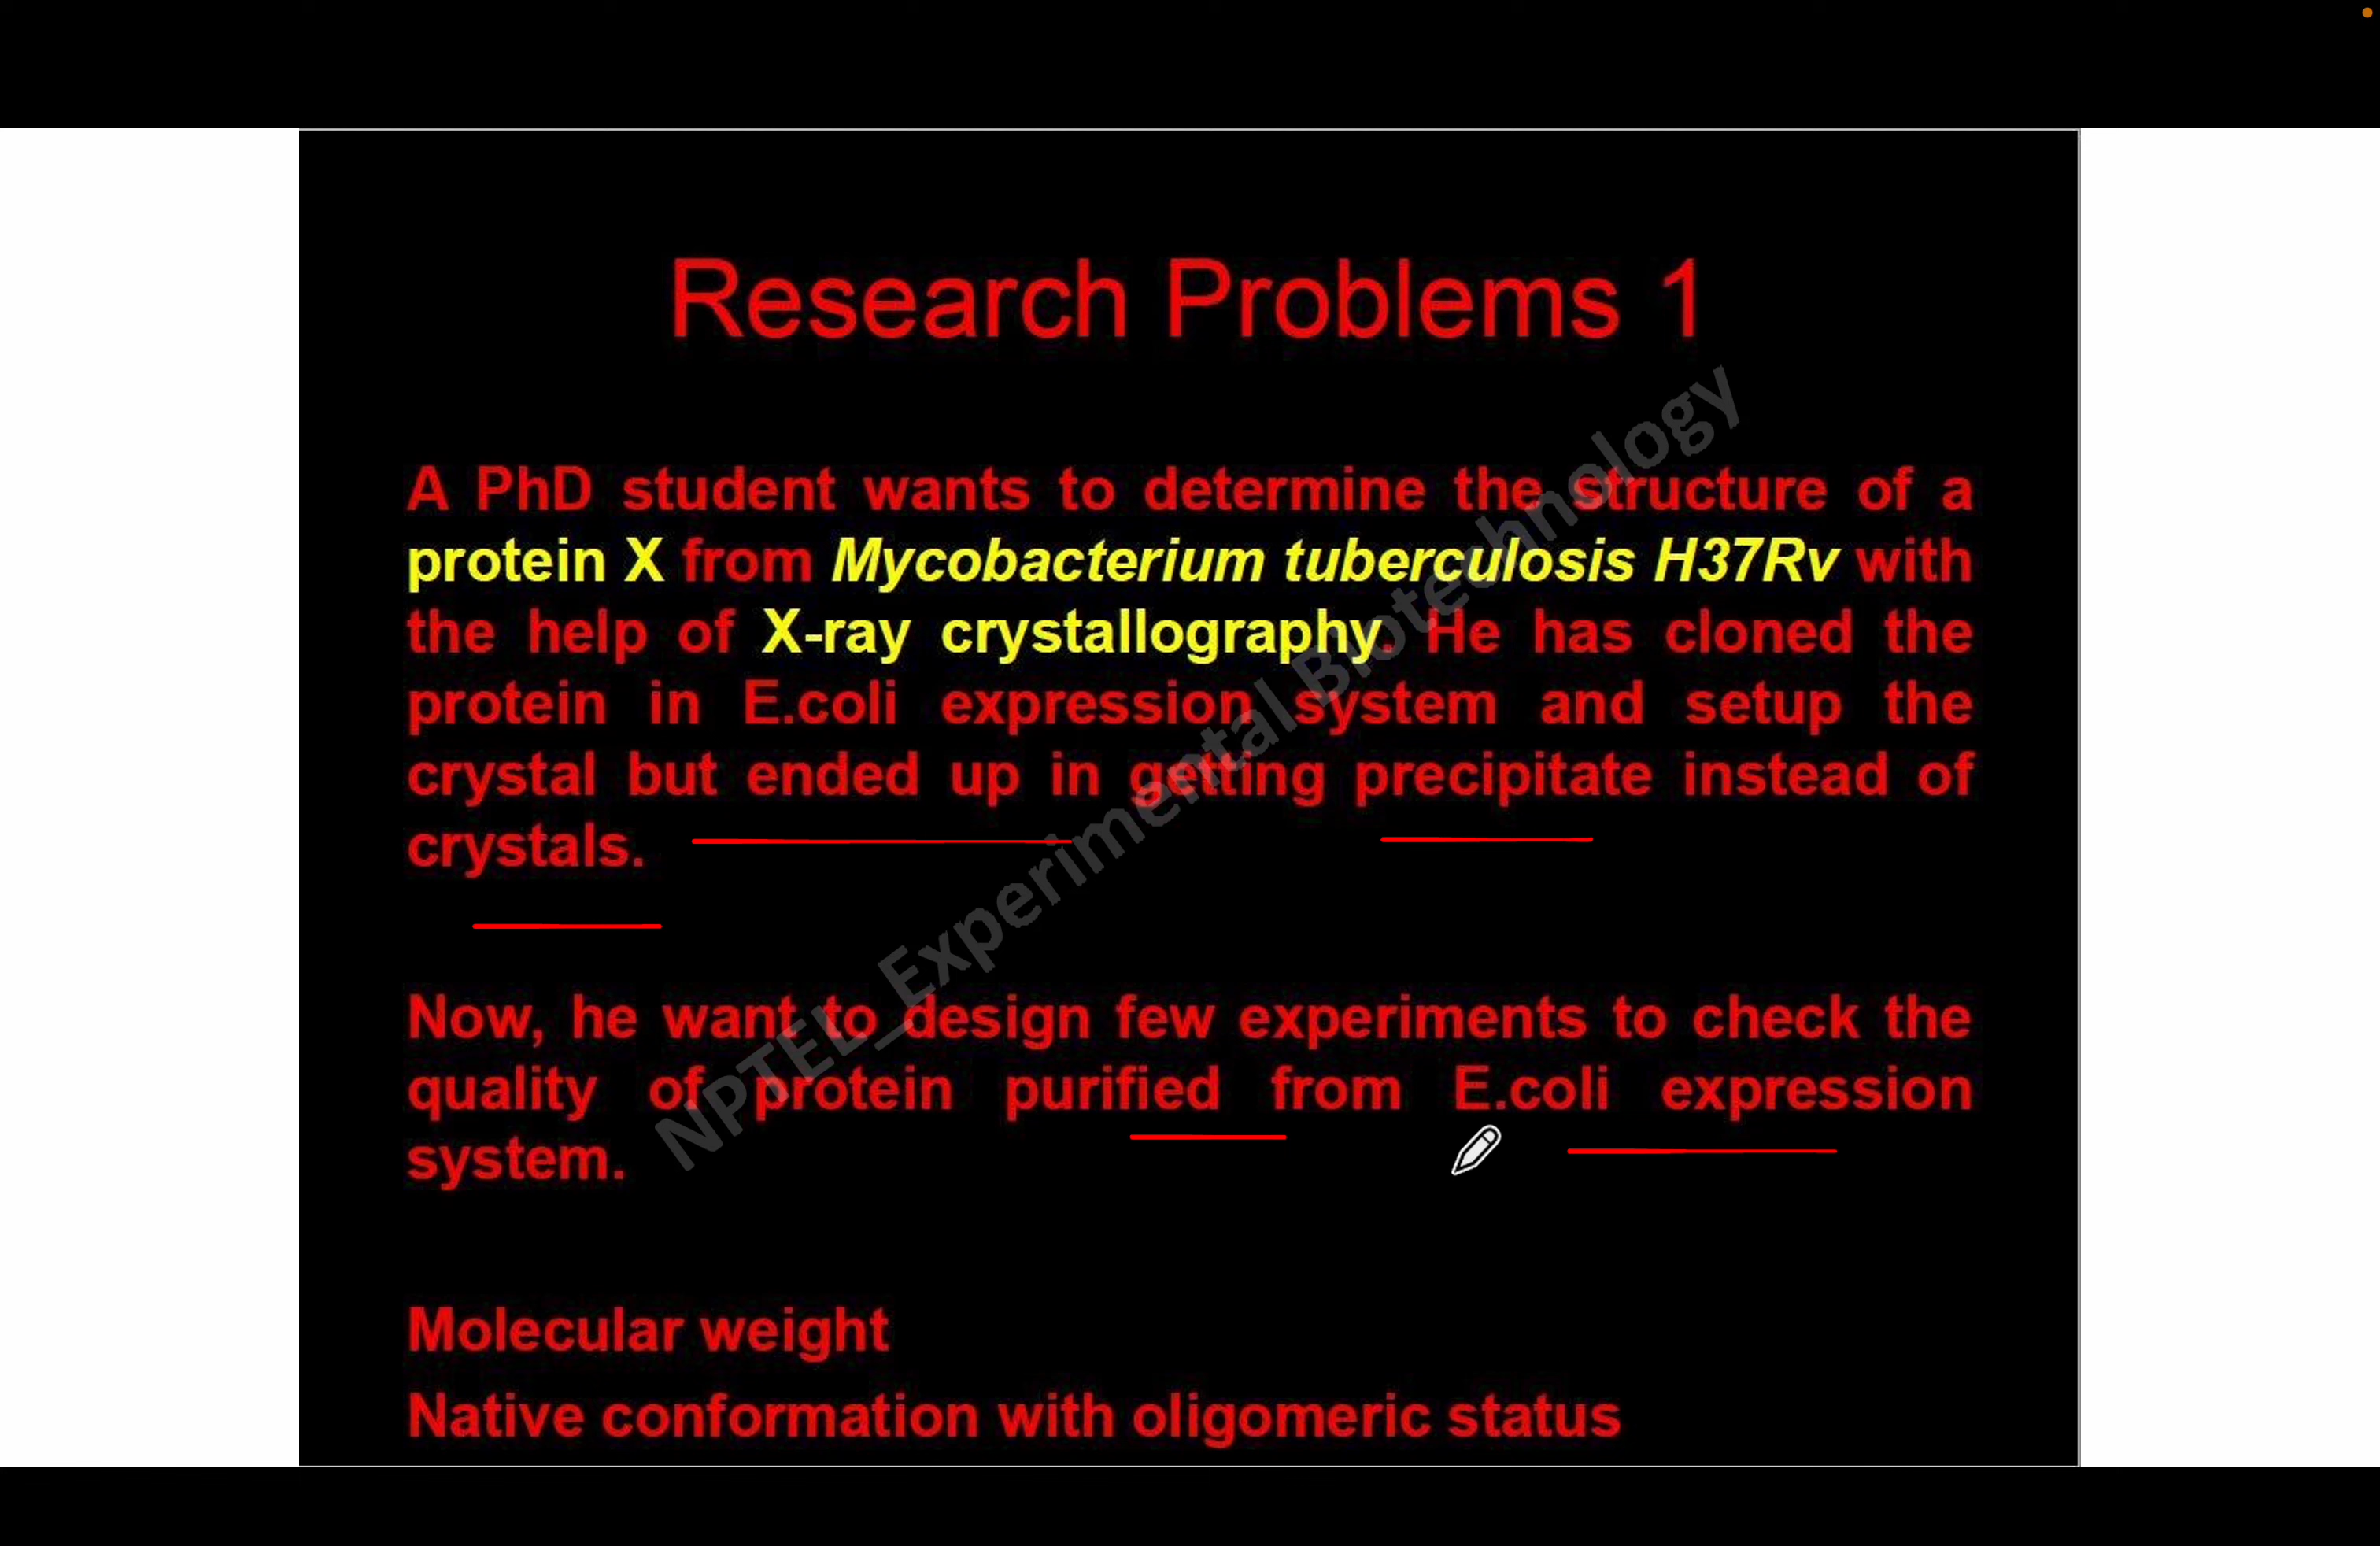 Research Problems 1
A PhD student wants to determine the structure of a
protein X from Mycobacterium tuberculosis H37Rv with
the help of X-ray crystallography. He has cloned the
protein in E.coli expression system and setup the
crystal but ended up in getting precipitate instead of
crystals.
Now, he want to design few experiments to check the
quality of protein purified from E.coli expression
system.
Molecular weight
Native conformation with oligomeric status
NPTEL_Experimental Biotechnology